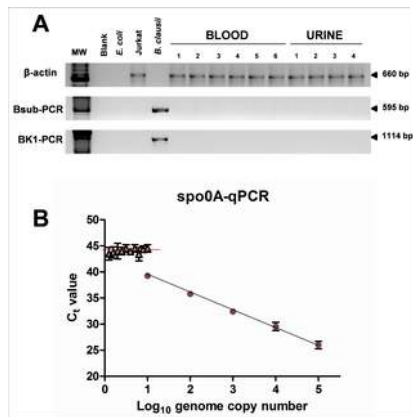 A
MW
Blank
E. coli
Jurkat
B. clausii
BLOOD
1 2 3 4 5 6
URINE
1 2 3 4
β-actin
660 bp
Bsub-PCR
595 bp
BK1-PCR
1114 bp
B
spo0A-qPCR
Ct value
50
45
40
35
30
25
20
0 1 2 3 4 5
Log10 genome copy number